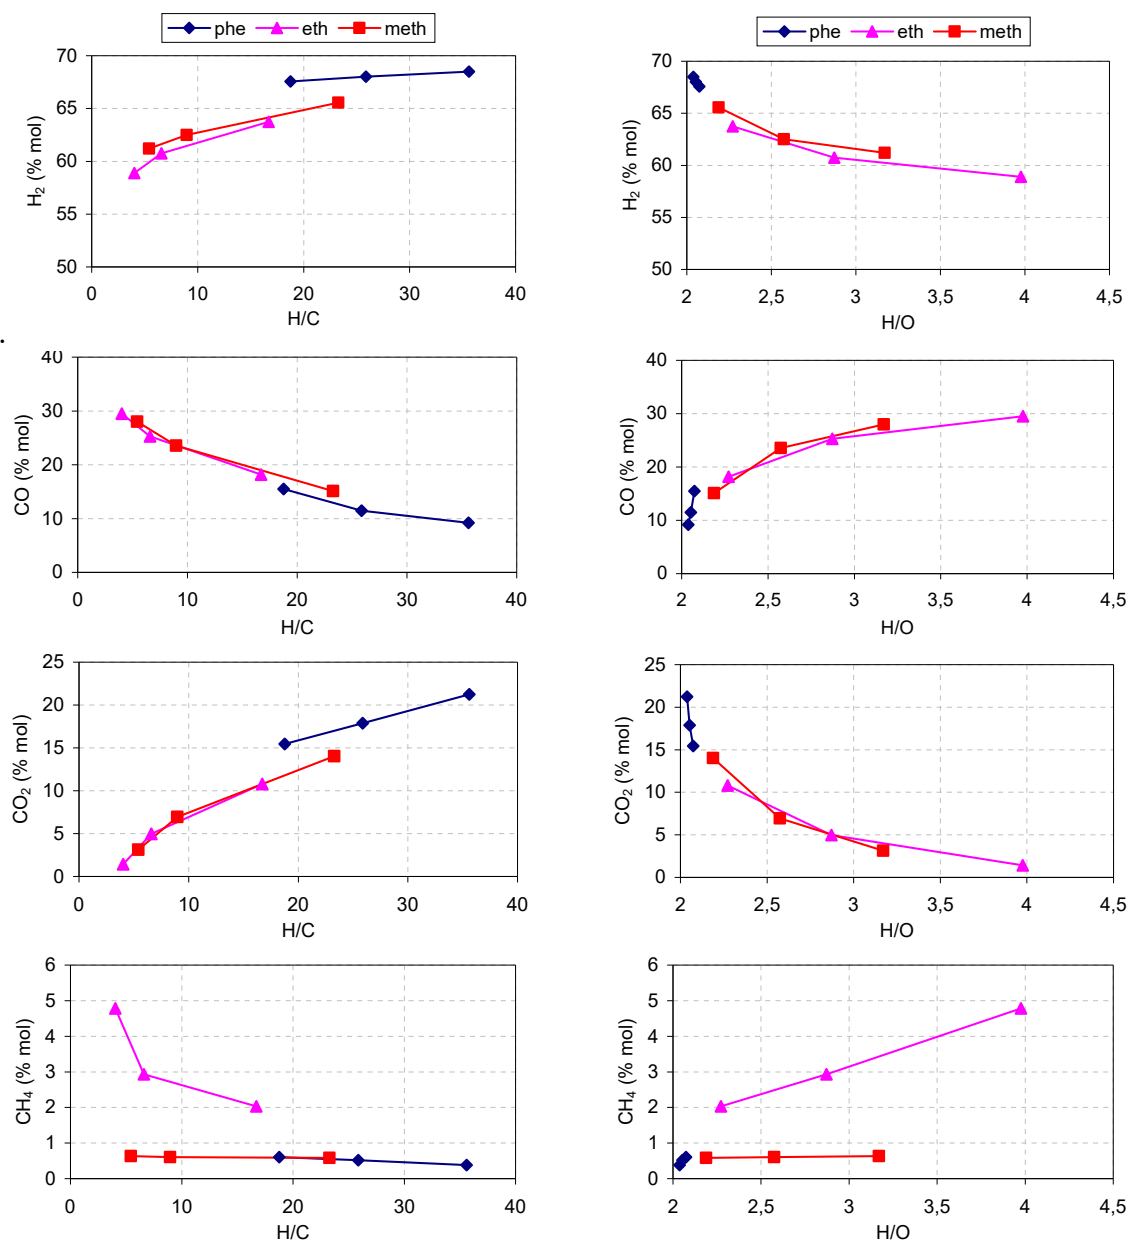 phe eth meth
phe eth meth
H₂ (% mol)
70
65
60
55
50
0 10 20 30 40
H/C
H₂ (% mol)
70
65
60
55
50
2 2,5 3 3,5 4 4,5
H/O
.
CO (% mol)
40
30
20
10
0
0 10 20 30 40
H/C
CO (% mol)
40
30
20
10
0
2 2,5 3 3,5 4 4,5
H/O
CO₂ (% mol)
25
20
15
10
5
0
0 10 20 30 40
H/C
CO₂ (% mol)
25
20
15
10
5
0
2 2,5 3 3,5 4 4,5
H/O
CH₄ (% mol)
6
5
4
3
2
1
0
0 10 20 30 40
H/C
CH₄ (% mol)
6
5
4
3
2
1
0
2 2,5 3 3,5 4 4,5
H/O